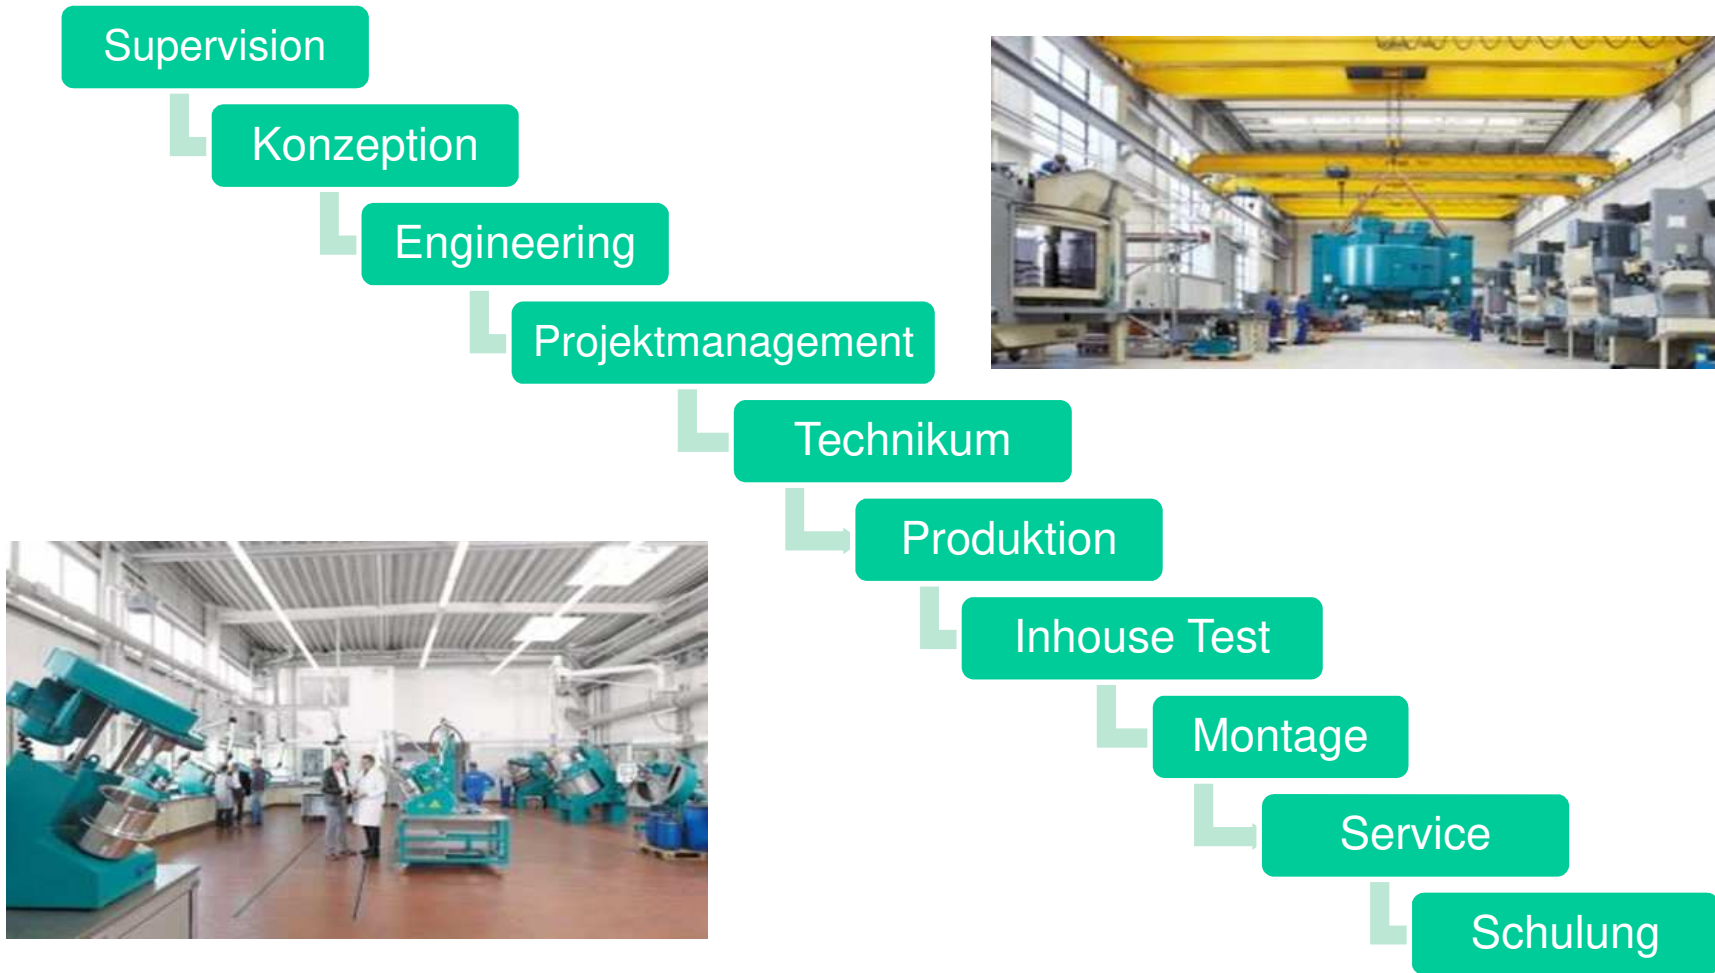 Supervision
Konzeption
Engineering
Projektmanagement
Technikum
Produktion
Inhouse Test
Montage
Service
Schulung